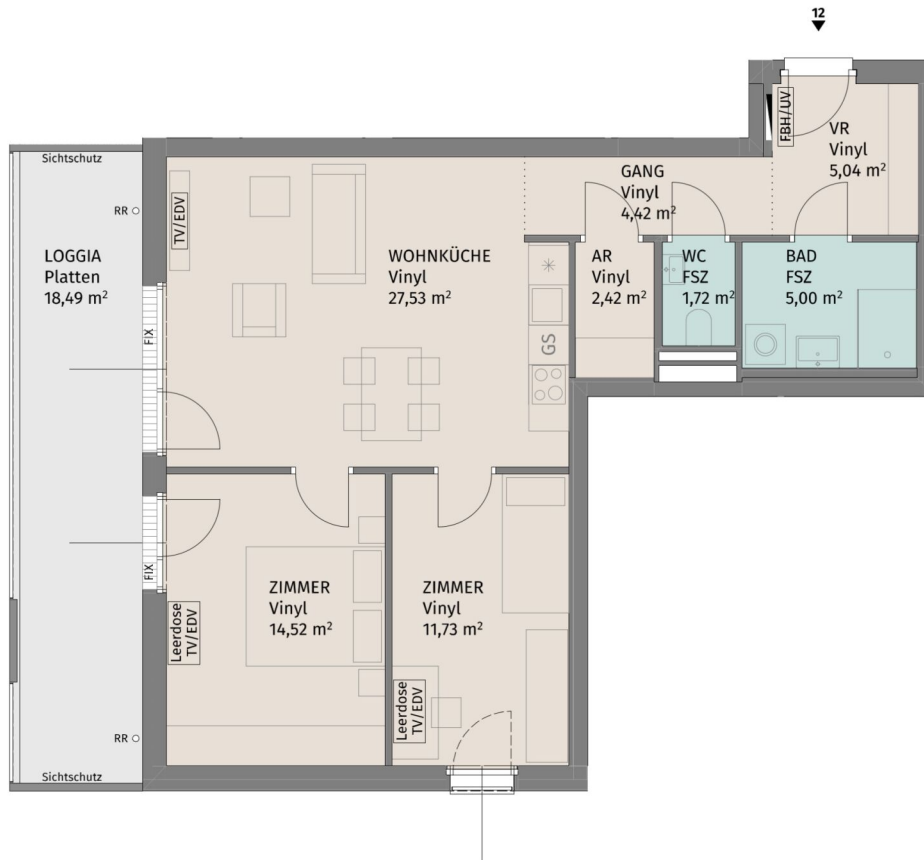 12
FBH/UV
VR
Vinyl
5,04 m²
Sichtschutz
GANG
Vinyl
4,42 m²
RR
TV/EDV
LOGGIA
Platten
18,49 m²
WOHNKÜCHE
Vinyl
27,53 m²
AR
Vinyl
2,42 m²
WC
FSZ
1,72 m²
BAD
FSZ
5,00 m²
FIX
GS
FIX
ZIMMER
Vinyl
14,52 m²
ZIMMER
Vinyl
11,73 m²
Leerdose
TV/EDV
Leerdose
TV/EDV
RR
Sichtschutz